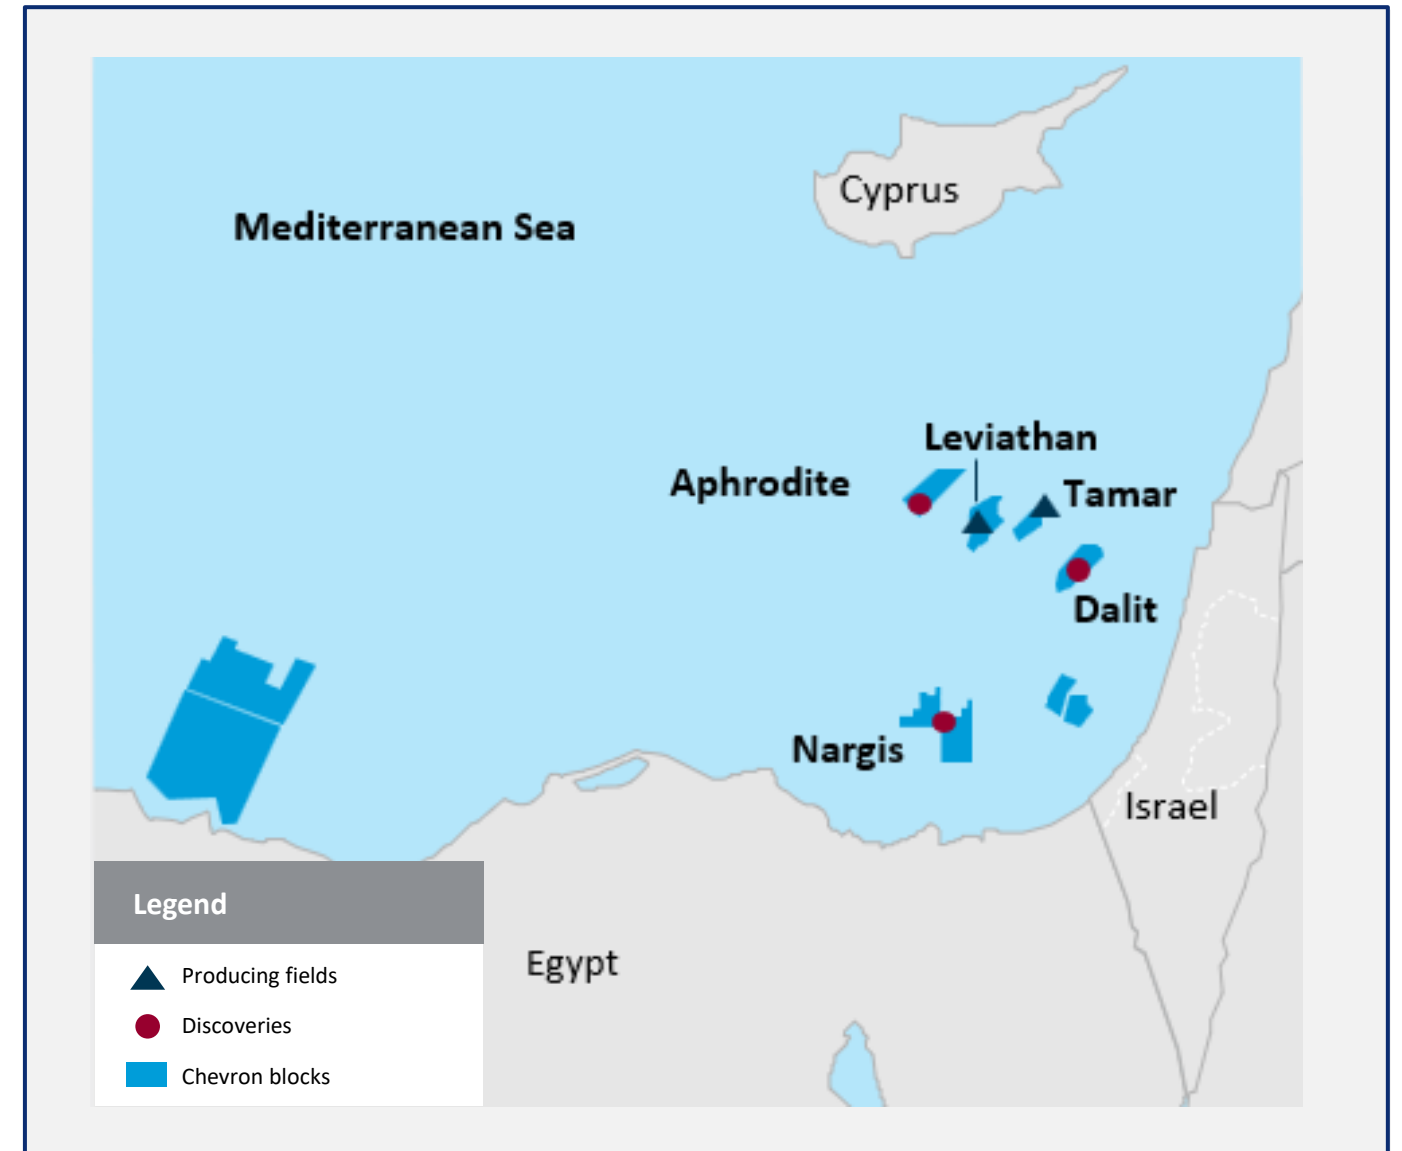 Cyprus
Mediterranean Sea
Leviathan
Aphrodite
Tamar
Dalit
Nargis
Israel
Egypt
Legend
Producing fields
Discoveries
Chevron blocks